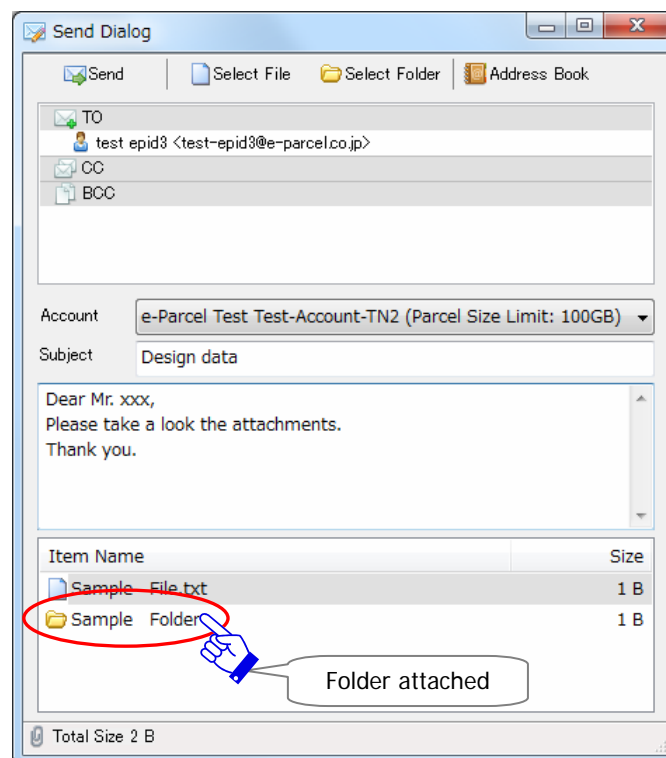 Send Dialog
Send Select File Select Folder Address Book
TO
test epid3 <test-epid3@e-parcel.co.jp>
CC
BCC
Account e-Parcel Test Test-Account-TN2 (Parcel Size Limit: 100GB)
Subject Design data
Dear Mr. xxx,
Please take a look the attachments.
Thank you.
Item Name Size
Sample File.txt 1 B
Sample Folder 1 B
Folder attached
Total Size 2 B